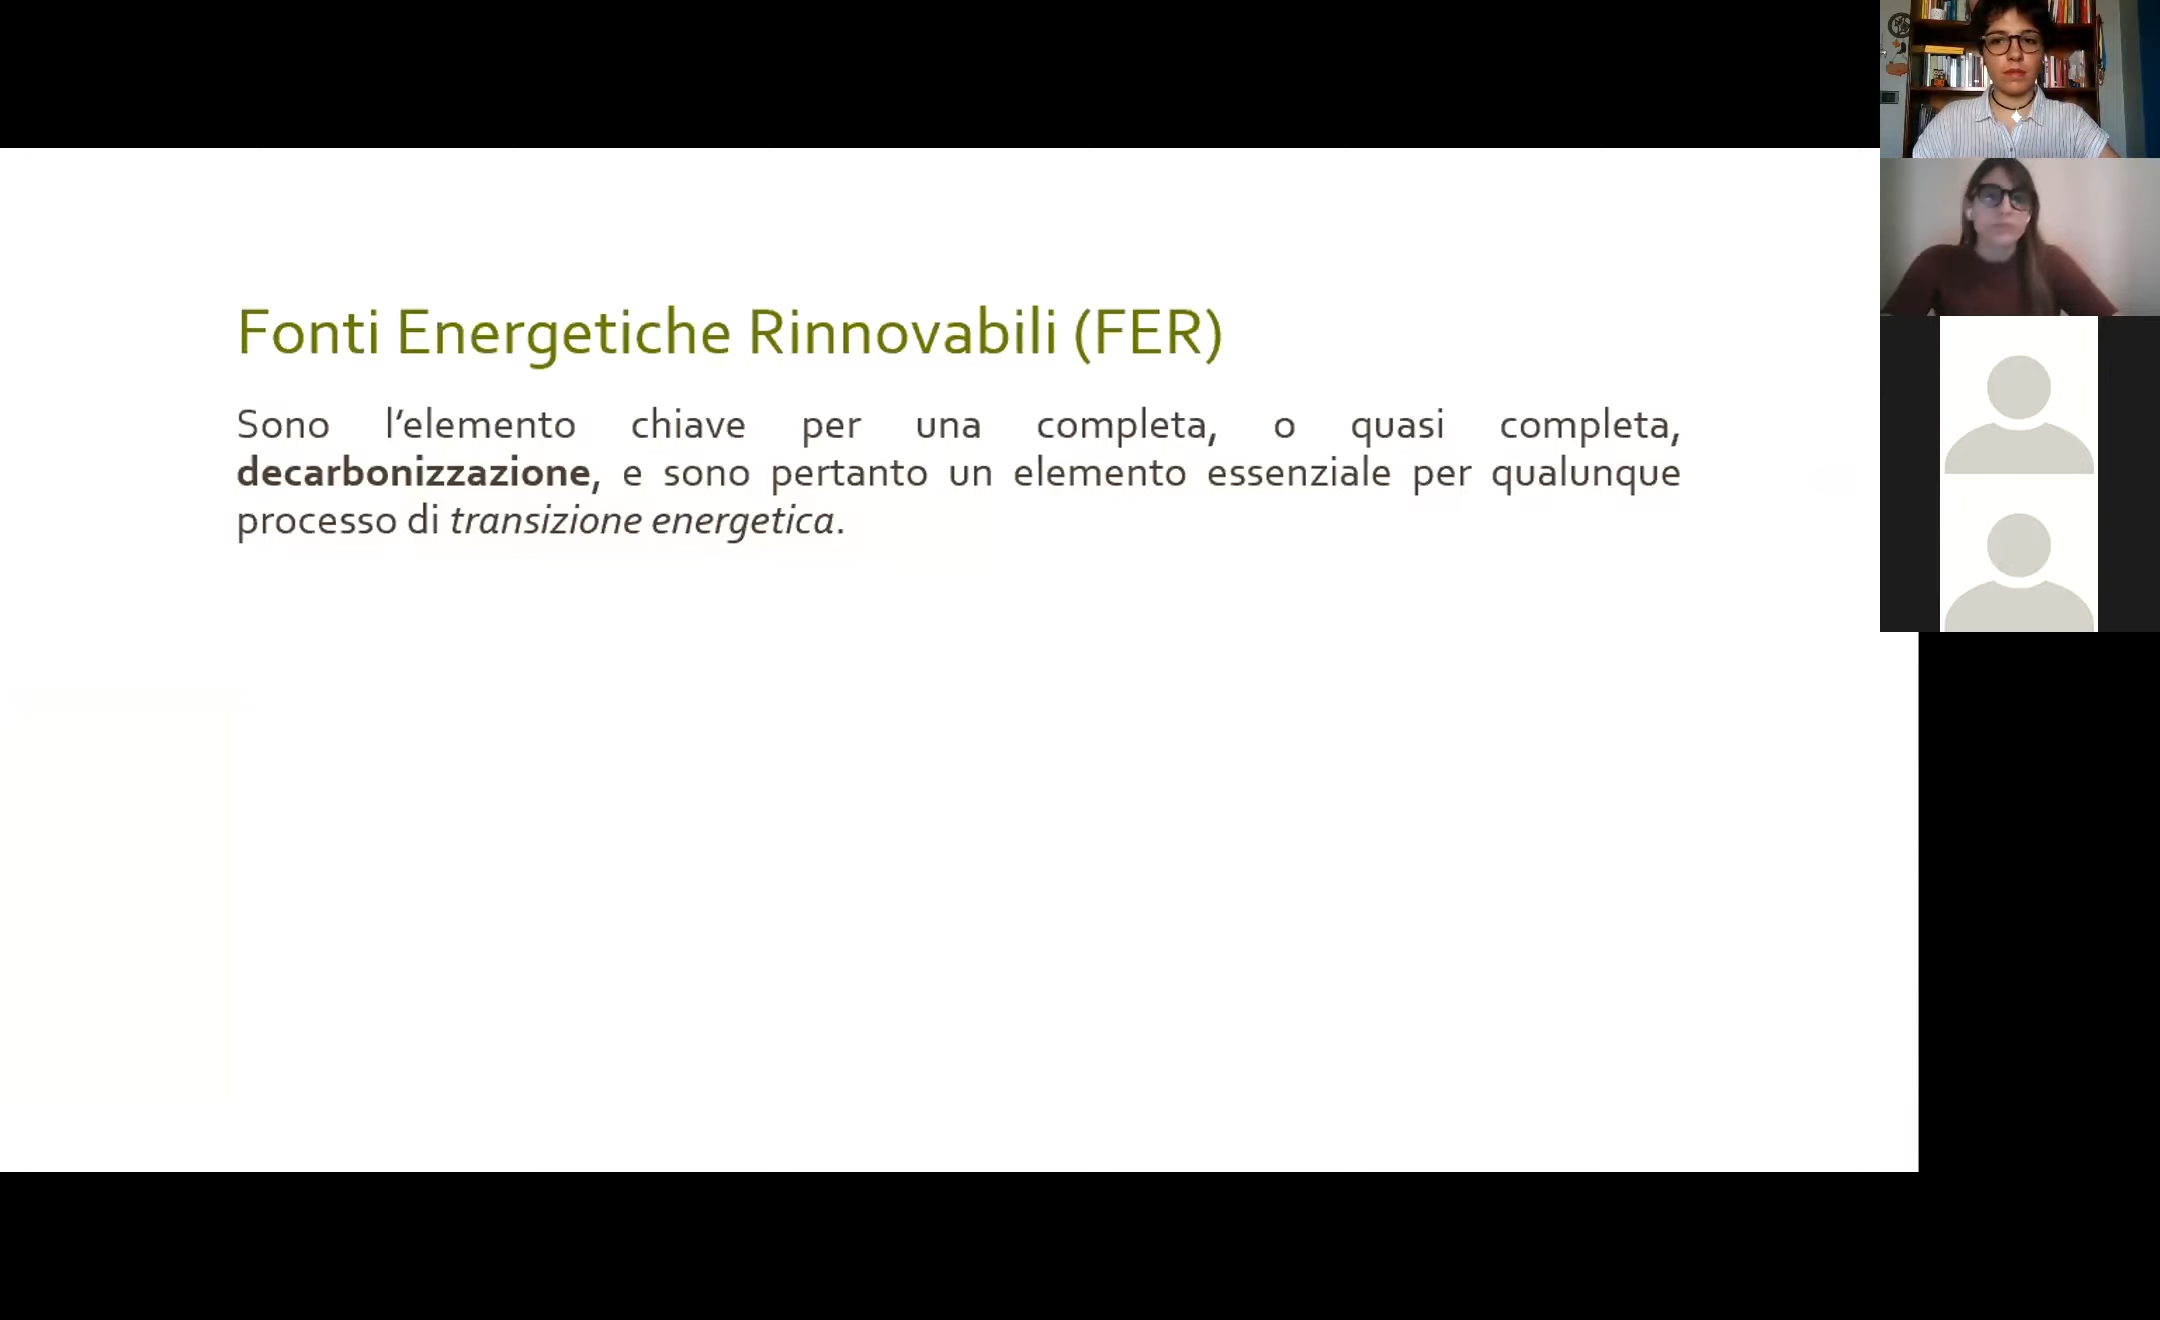 Fonti Energetiche Rinnovabili (FER)
Sono l’elemento chiave per una completa, o quasi completa,
decarbonizzazione, e sono pertanto un elemento essenziale per qualunque
processo di transizione energetica.